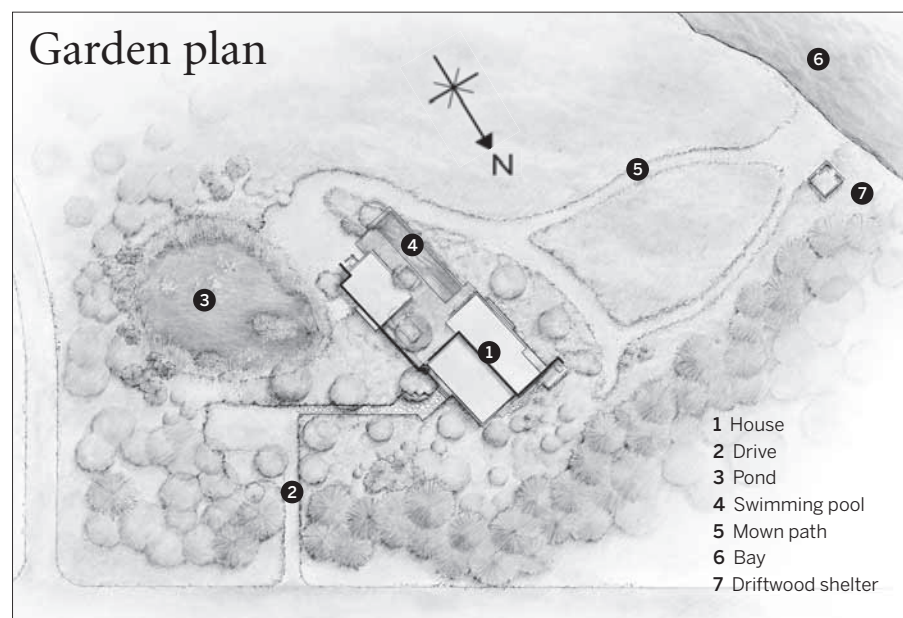 Garden plan
N
6
5
7
4
3
1
2
1 House
2 Drive
3 Pond
4 Swimming pool
5 Mown path
6 Bay
7 Driftwood shelter